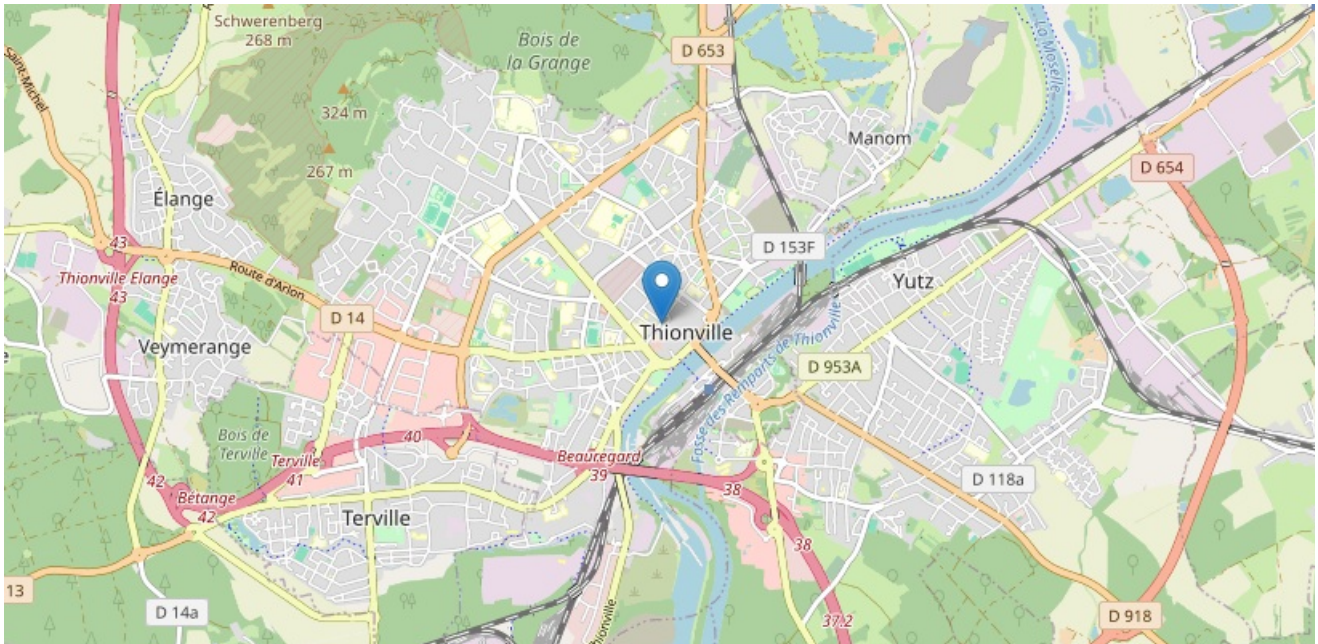 Schwerenberg
268 m
Bois de
la Grange
D 653
La Moselle
Saint-Michel
324 m
Manom
267 m
D 654
Élange
43
D 153F
Thionville Elange
43
Route d'Arlon
Yutz
D 14
Thionville
Veymerange
Fosse des Remparts de Thionville
D 953A
Bois de
Terville
40
Beauregard
39
Terville
41
42
Bétange
42
38
D 118a
Terville
38
13
D 14a
37.2
D 918